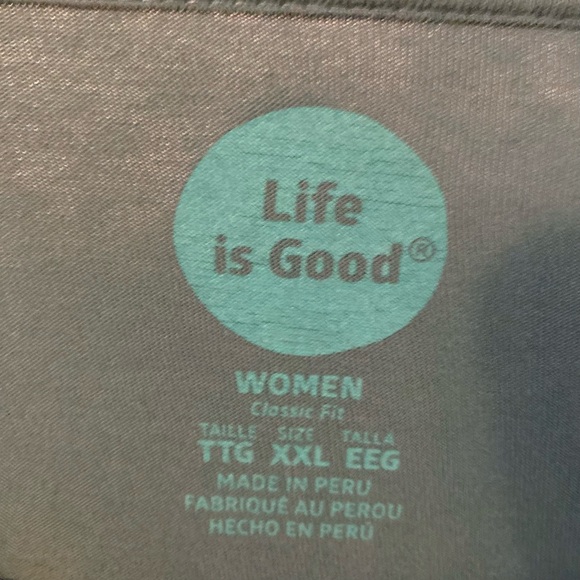 Life
is Good®
WOMEN
Classic Fit
TAILLE SIZE TALLA
TTG XXL EEG
MADE IN PERU
FABRIQUÉ AU PEROU
HECHO EN PERÚ